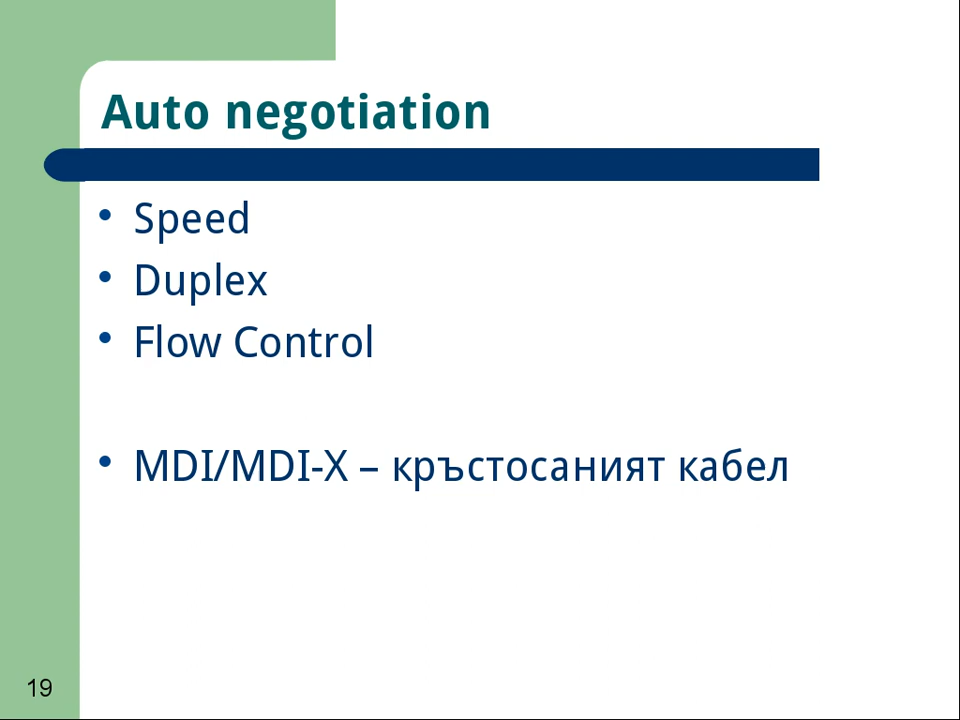 Auto negotiation
• Speed
• Duplex
• Flow Control
• MDI/MDI-X – кръстосаният кабел
19